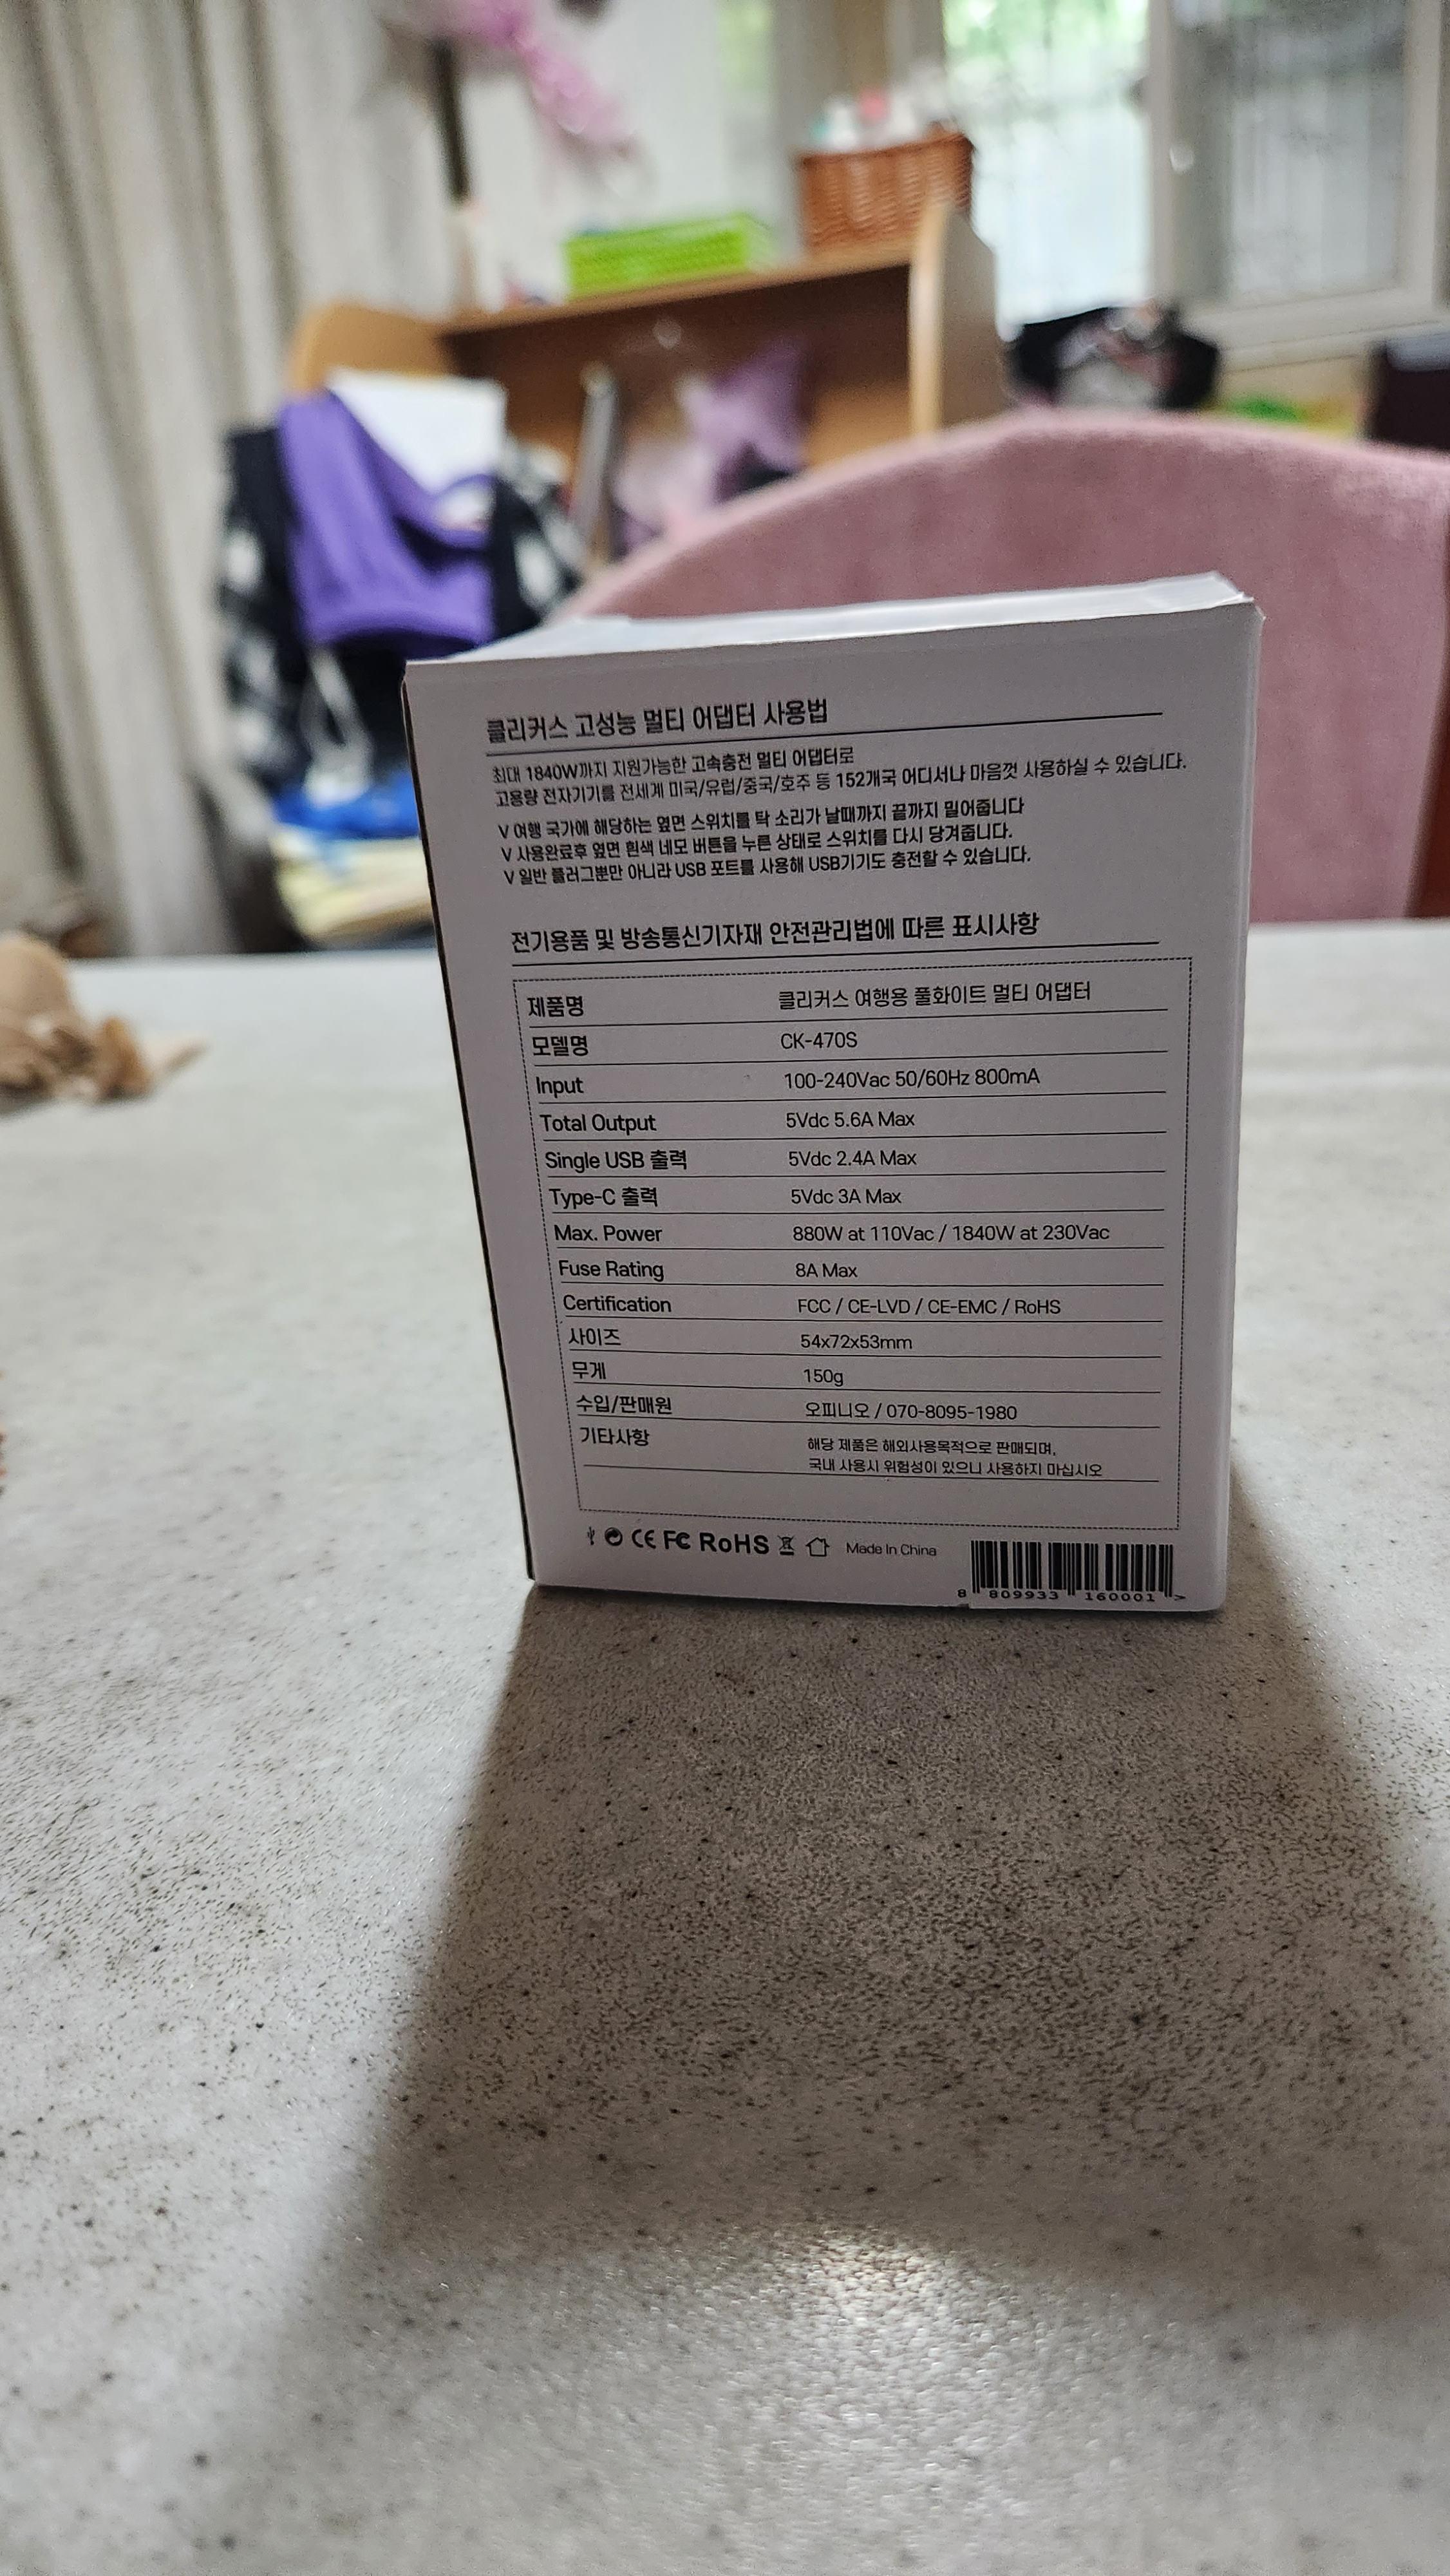 클리커스 고성능 멀티 어댑터 사용법
최대 1840W까지 지원가능한 고속충전 멀티 어댑터로
고용량 전자기기를 전세계 미국/유럽/중국/호주 등 152개국 어디서나 마음껏 사용하실 수 있습니다.
V 여행 국가에 해당하는 옆면 스위치를 탁 소리가 날때까지 끝까지 밀어줍니다
V 사용완료후 옆면 흰색 네모 버튼을 누른 상태로 스위치를 다시 당겨줍니다.
V 일반 플러그뿐만 아니라 USB 포트를 사용해 USB기기도 충전할 수 있습니다.
전기용품 및 방송통신기자재 안전관리법에 따른 표시사항
제품명 클리커스 여행용 풀화이트 멀티 어댑터
모델명 CK-470S
Input 100-240Vac 50/60Hz 800mA
Total Output 5Vdc 5.6A Max
Single USB 출력 5Vdc 2.4A Max
Type-C 출력 5Vdc 3A Max
Max. Power 880W at 110Vac / 1840W at 230Vac
Fuse Rating 8A Max
Certification FCC / CE-LVD / CE-EMC / RoHS
사이즈 54x72x53mm
무게 150g
수입/판매원 오피니오 / 070-8095-1980
기타사항 해당 제품은 해외사용목적으로 판매되며,
국내 사용시 위험성이 있으니 사용하지 마십시오
CE FC RoHS Made In China
8 809933 160001 >